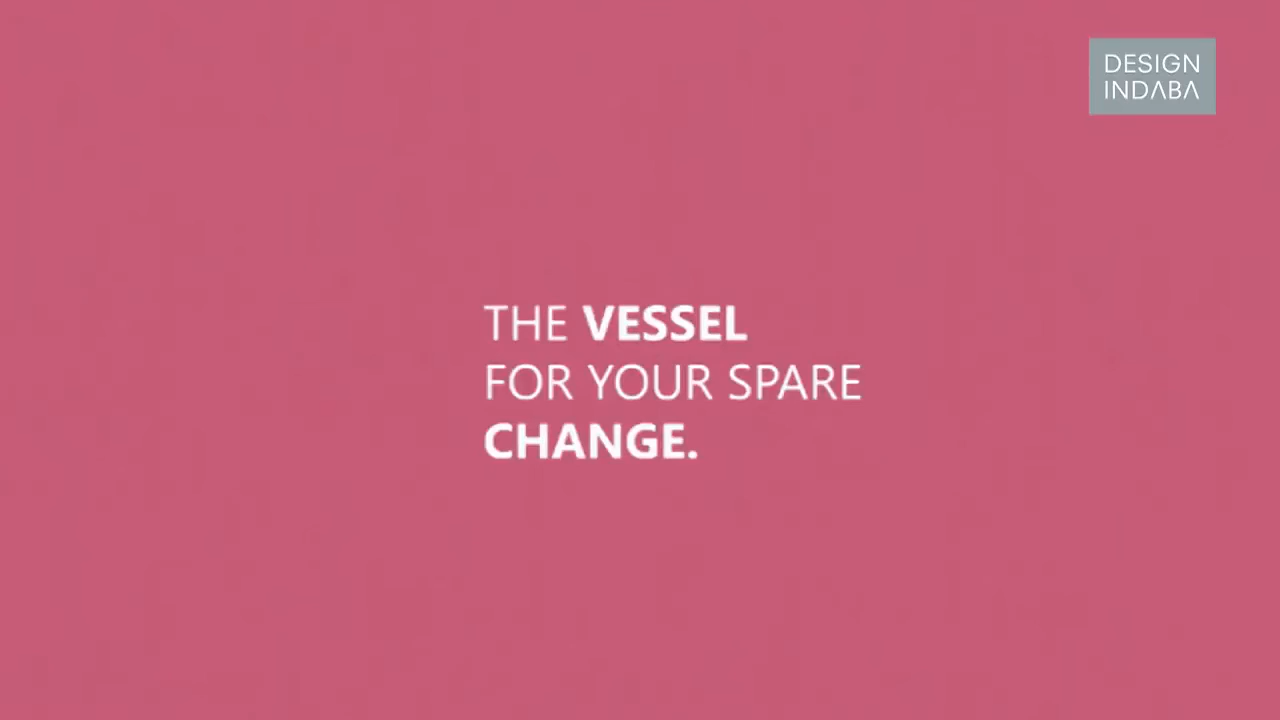 DESIGN
INDABA
THE VESSEL
FOR YOUR SPARE
CHANGE.